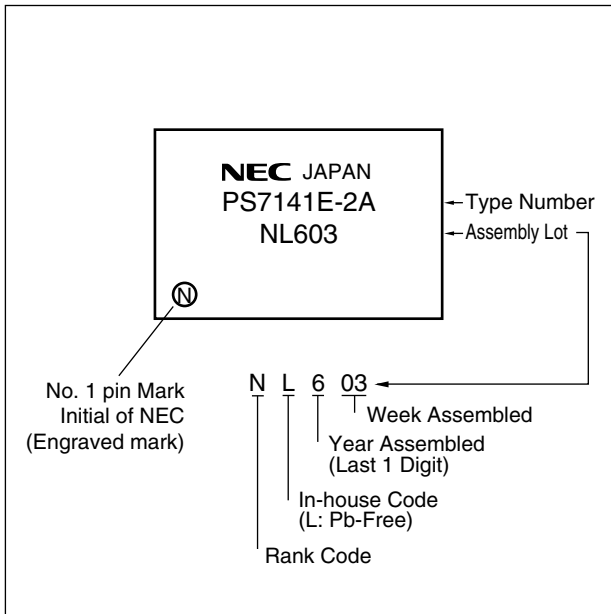 NEC JAPAN
PS7141E-2A
NL603
Type Number
Assembly Lot
N
No. 1 pin Mark
Initial of NEC
(Engraved mark)
N L 6 03
Week Assembled
Year Assembled
(Last 1 Digit)
In-house Code
(L: Pb-Free)
Rank Code